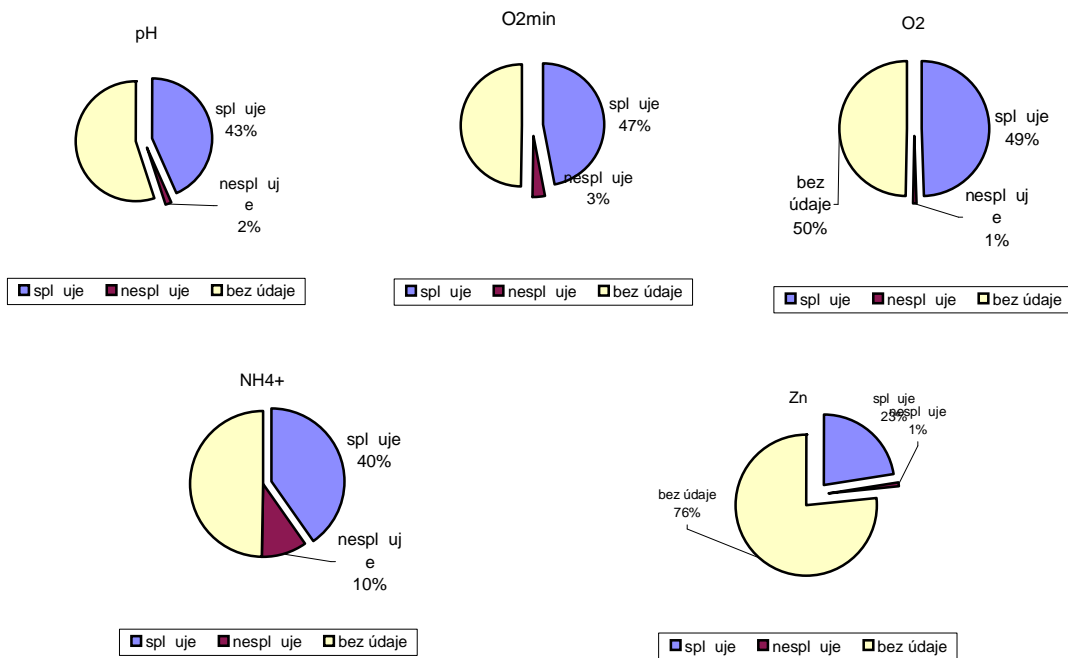 pH
spl uje
43%
nespl uj
e
2%
spl uje nespl uje bez údaje
O2min
spl uje
47%
nespl uje
3%
spl uje nespl uje bez údaje
O2
spl uje
49%
bez
údaje
50%
nespl uj
e
1%
spl uje nespl uje bez údaje
NH4+
spl uje
40%
nespl uj
e
10%
spl uje nespl uje bez údaje
Zn
spl uje
23%
nespl uje
1%
bez údaje
76%
spl uje nespl uje bez údaje